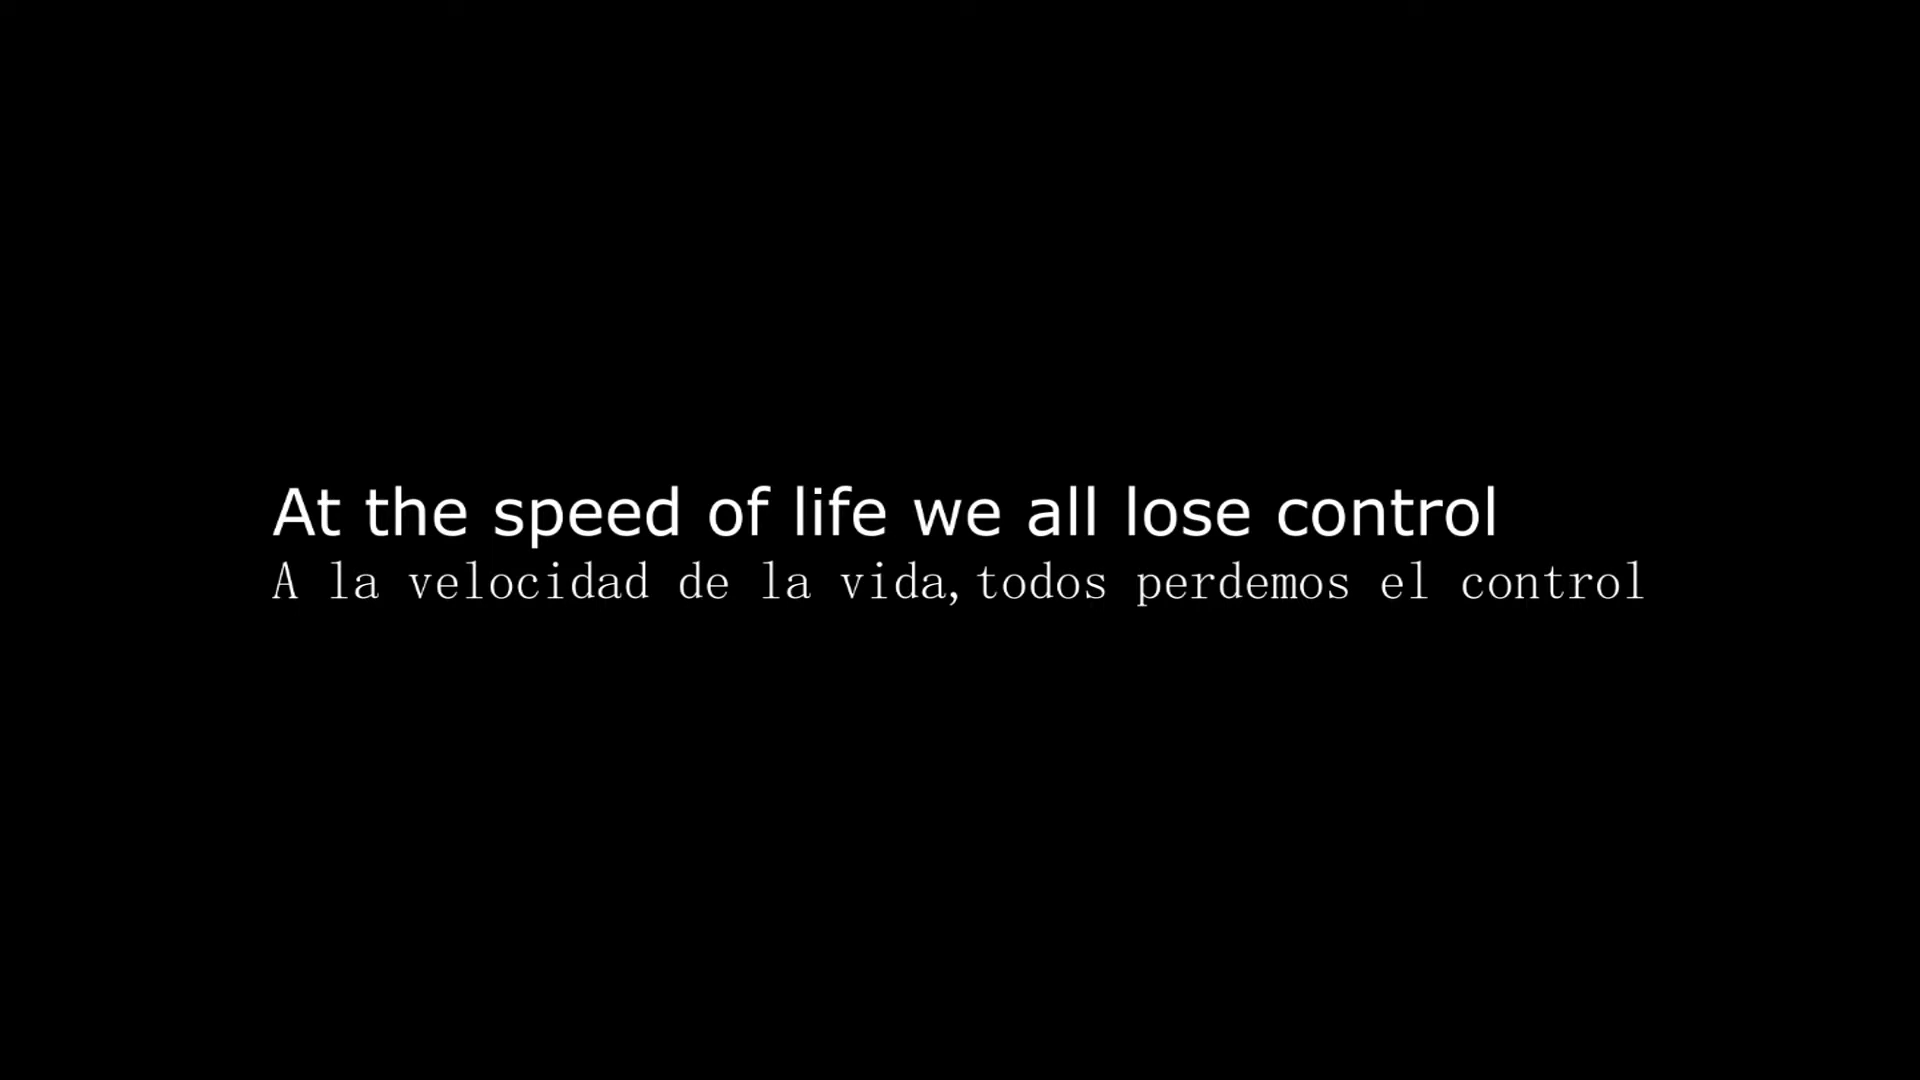 At the speed of life we all lose control
A la velocidad de la vida,todos perdemos el control